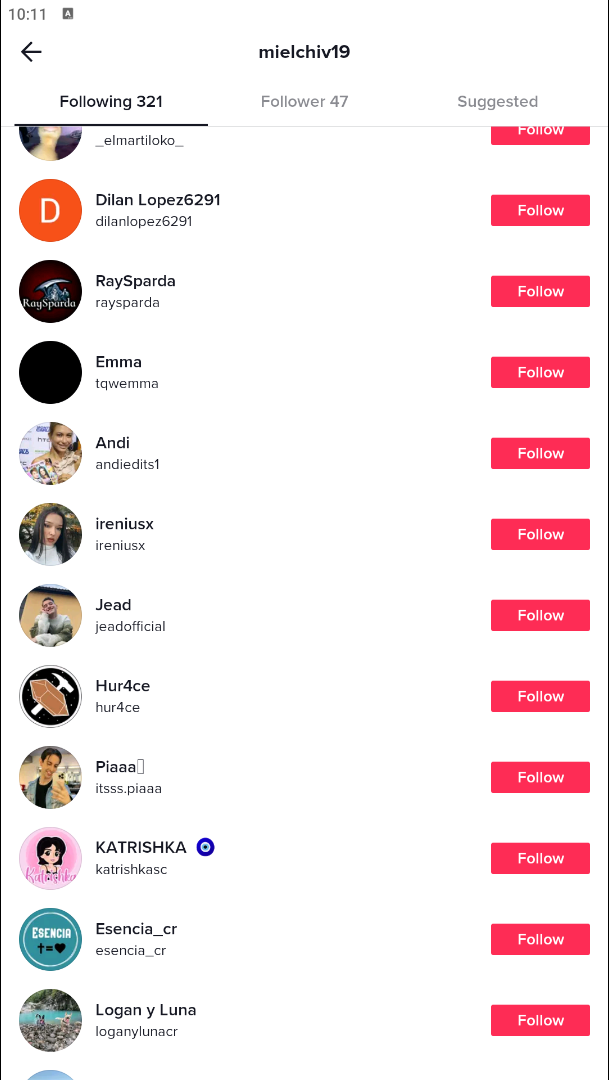 10:11 A
mielchiv19
Following 321
Follower 47
Suggested
_elmartiloko_
Follow
Dilan Lopez6291
dilanlopez6291
Follow
D
RaySparda
raysparda
Follow
RaySparda
Emma
tqwemma
Follow
Andi
andiedits1
Follow
ireniusx
ireniusx
Follow
Jead
jeadofficial
Follow
Hur4ce
hur4ce
Follow
Piaaa
itsss.piaaa
Follow
KATRISHKA 🧿
katrishkasc
Follow
Katrishka
Esencia_cr
esencia_cr
Follow
ESENCIA
✝=♥
Logan y Luna
loganylunacr
Follow